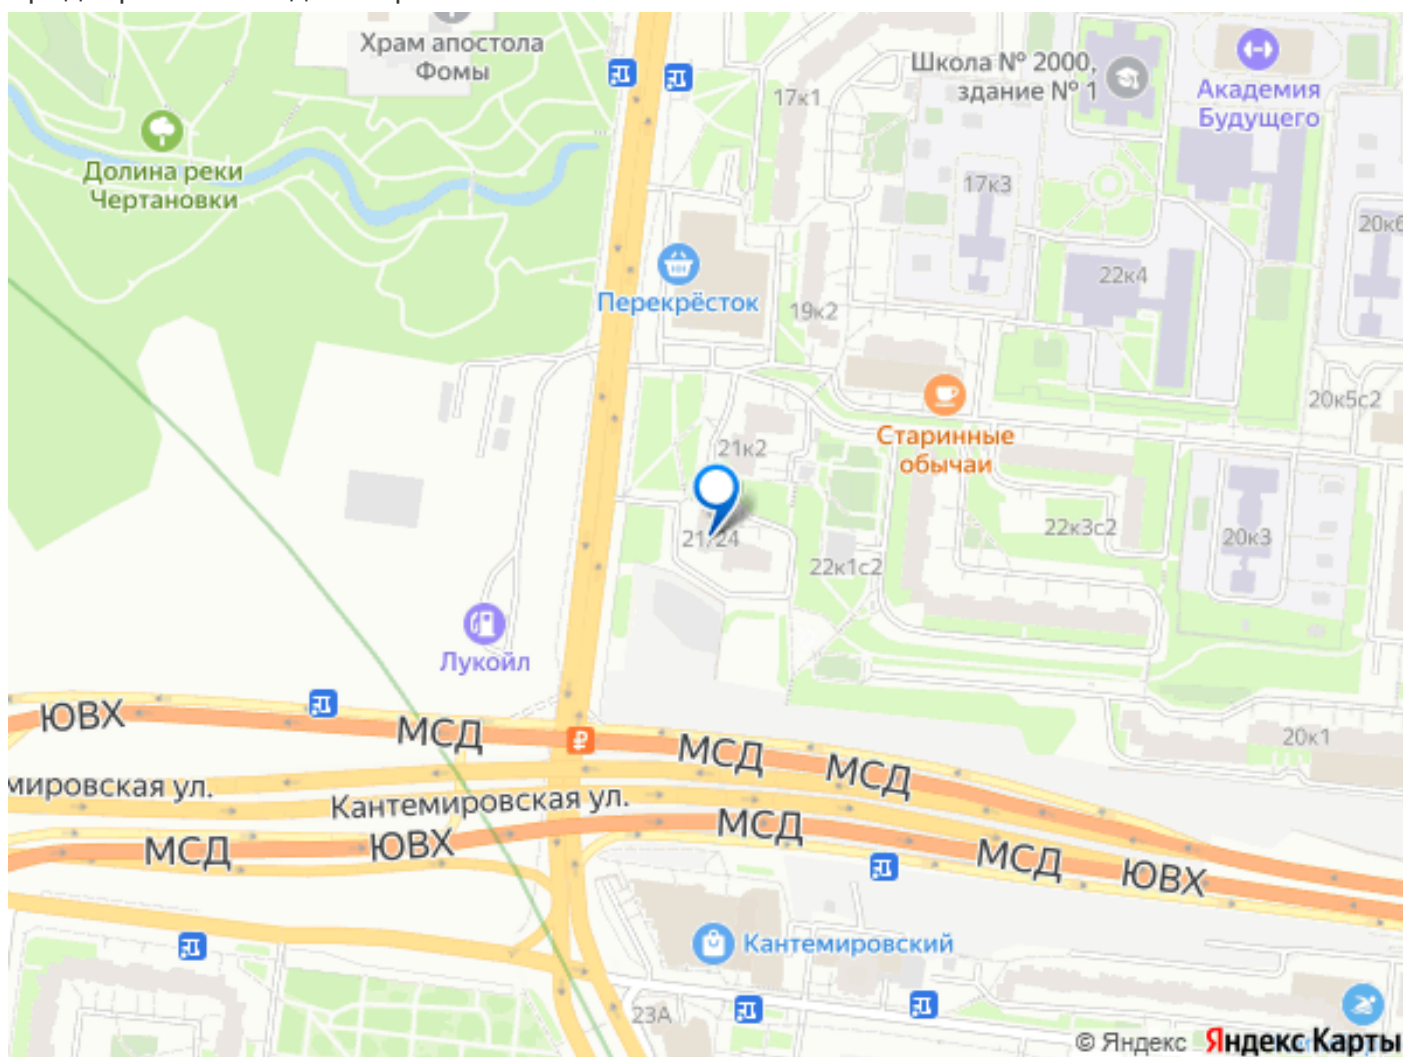 Храм апостола
Фомы
Школа № 2000,
здание № 1
Академия
Будущего
17к1
Долина реки
Чертановки
17к3
20к6
22к4
Перекрёсток
19к2
20к5с2
Старинные
обычаи
21к2
21/24
22к3с2
20к3
22к1с2
Лукойл
ЮВХ
МСД
МСД
МСД
20к1
мировская ул.
Кантемировская ул.
МСД
ЮВХ
МСД
МСД
ЮВХ
Кантемировский
23А
© Яндекс Яндекс Карты